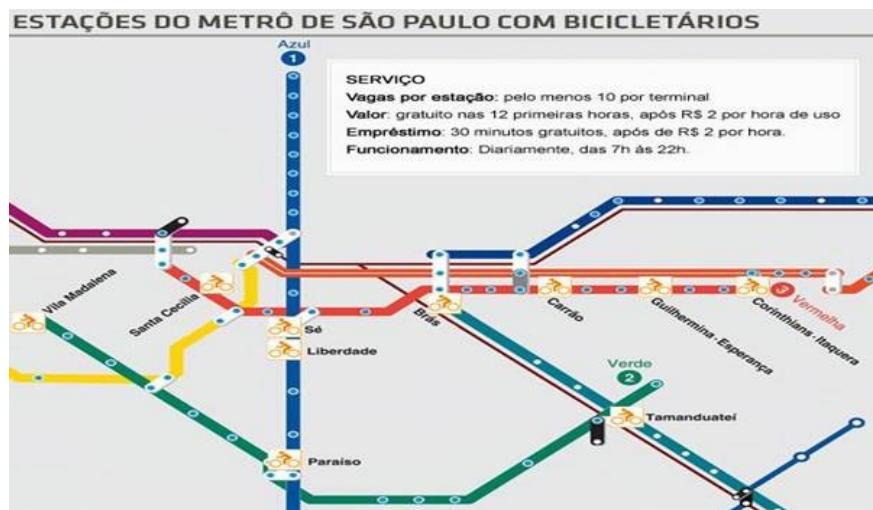 ESTAÇÕES DO METRÔ DE SÃO PAULO COM BICICLETÁRIOS
Azul
1
SERVIÇO
Vagas por estação: pelo menos 10 por terminal
Valor: gratuito nas 12 primeiras horas, após R$ 2 por hora de uso
Empréstimo: 30 minutos gratuitos, após de R$ 2 por hora.
Funcionamento: Diariamente, das 7h às 22h.
Vila Madalena
Santa Cecília
Sé
Liberdade
Brás
Carrão
Guilhermina-Esperança
Corinthians-Itaquera
3 Vermelha
Verde
2
Tamanduateí
Paraíso